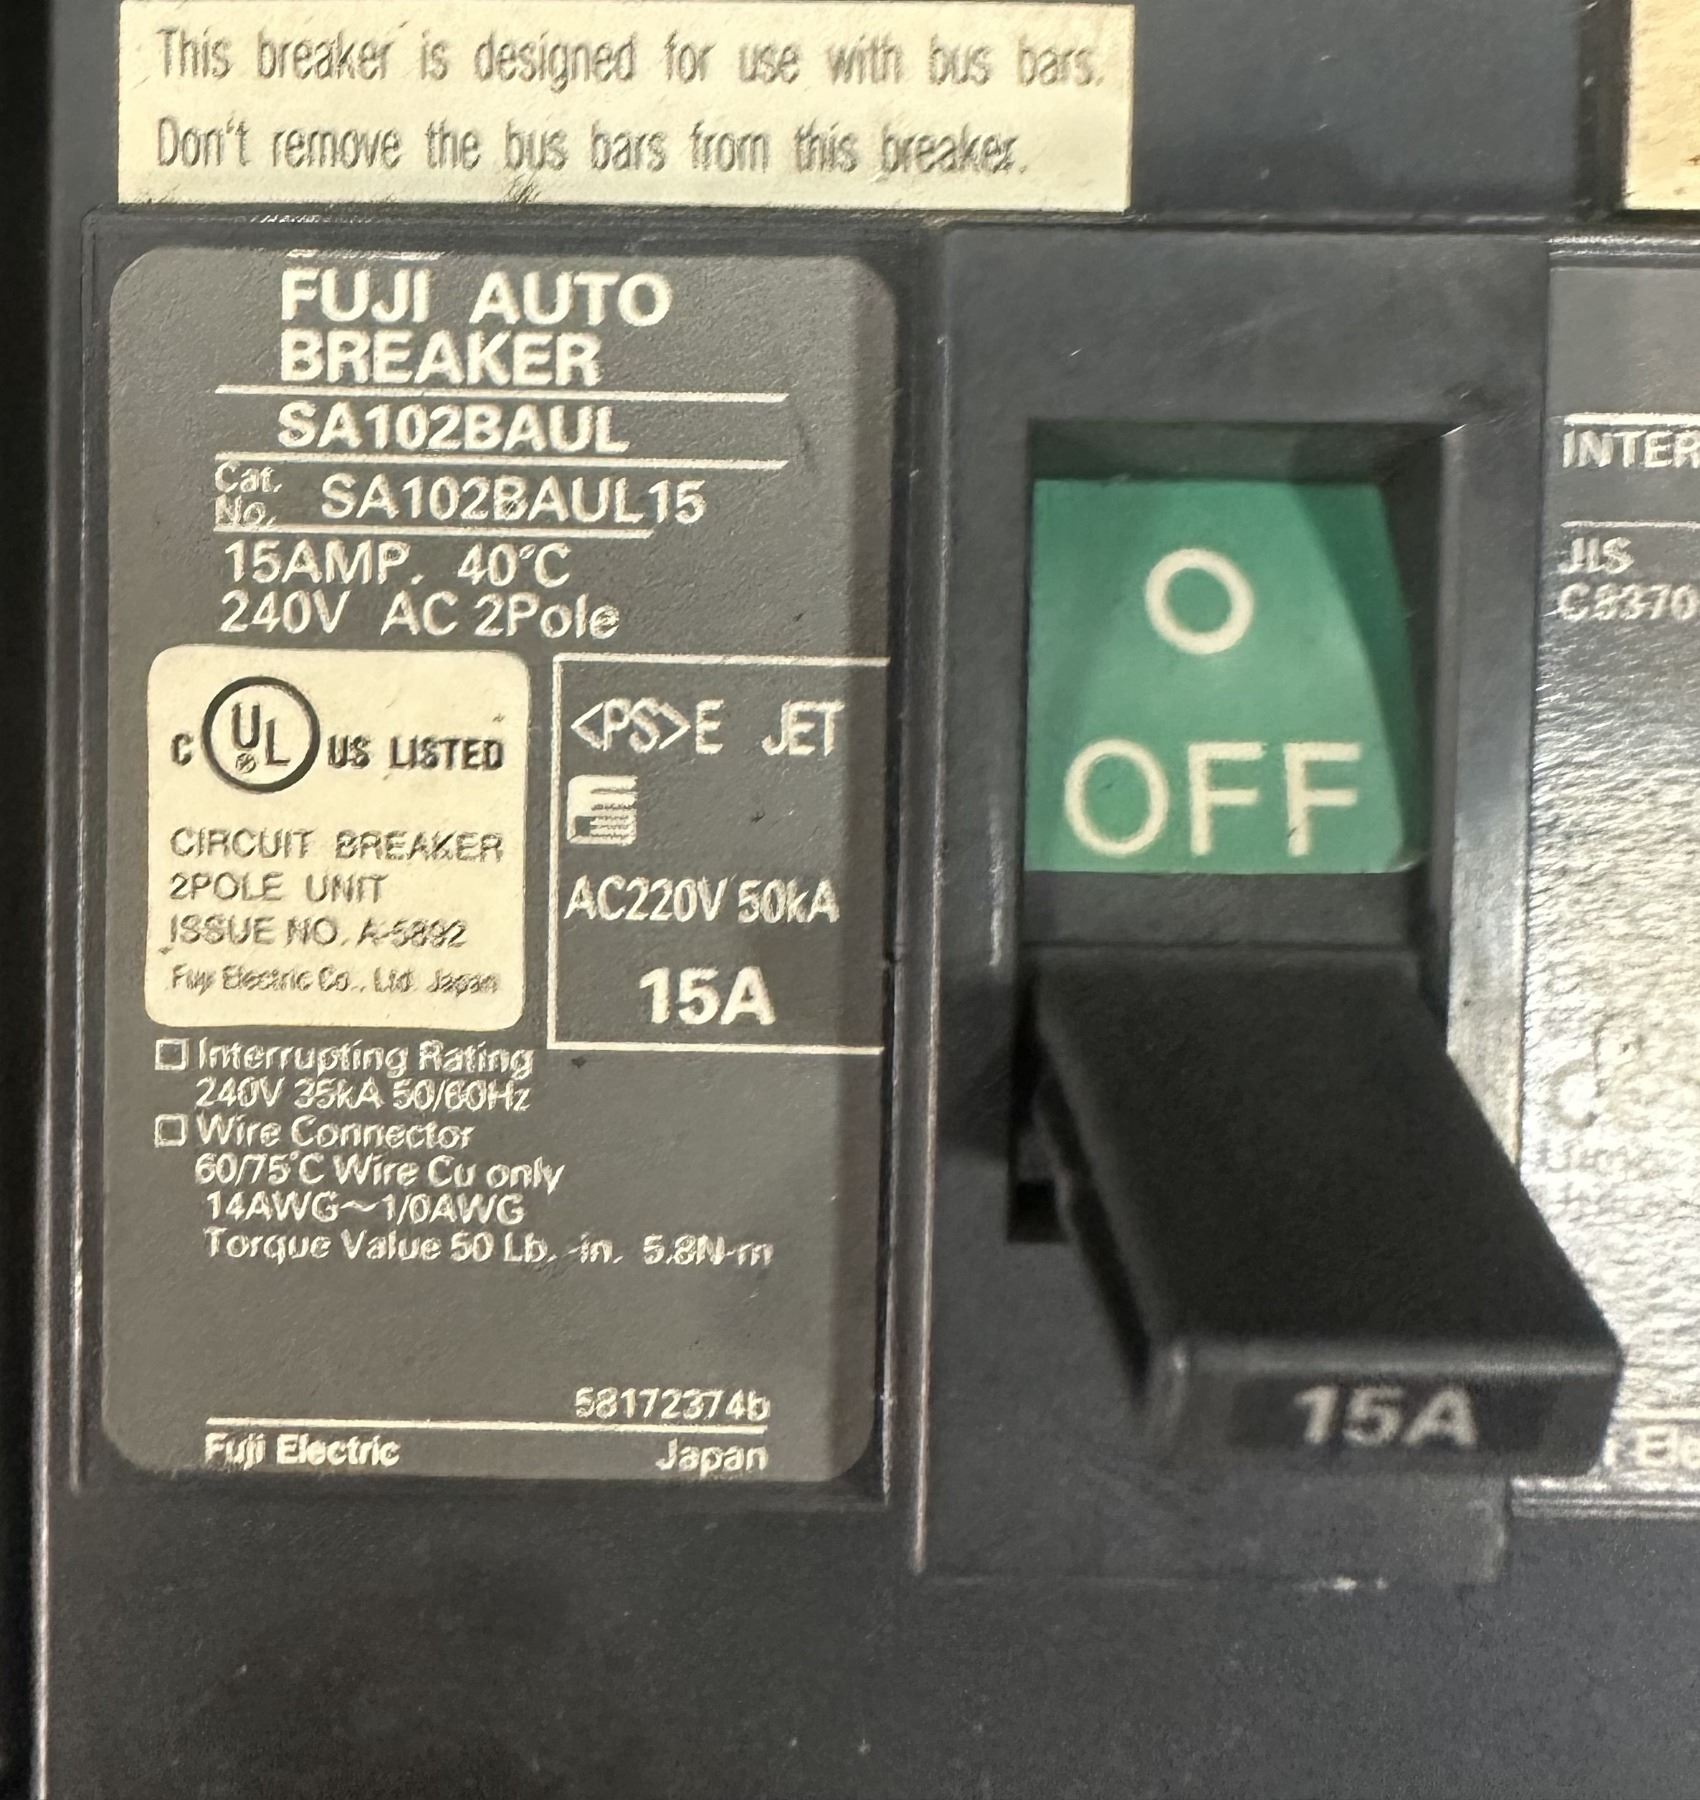 This breaker is designed for use with bus bars.
Don't remove the bus bars from this breaker.
FUJI AUTO
BREAKER
SA102BAUL
Cat. No. SA102BAUL15
15AMP. 40°C
240V AC 2Pole
C UL ® US LISTED
CIRCUIT BREAKER
2POLE UNIT
ISSUE NO. A-5892
Fuji Electric Co., Ltd. Japan
<PS>E JET
AC220V 50kA
15A
□ Interrupting Rating
240V 35kA 50/60Hz
□ Wire Connector
60/75°C Wire Cu only
14AWG~1/0AWG
Torque Value 50 Lb.-in. 5.8N-m
58172374b
Fuji Electric Japan
O
OFF
15A
INTER
JIS
C8370